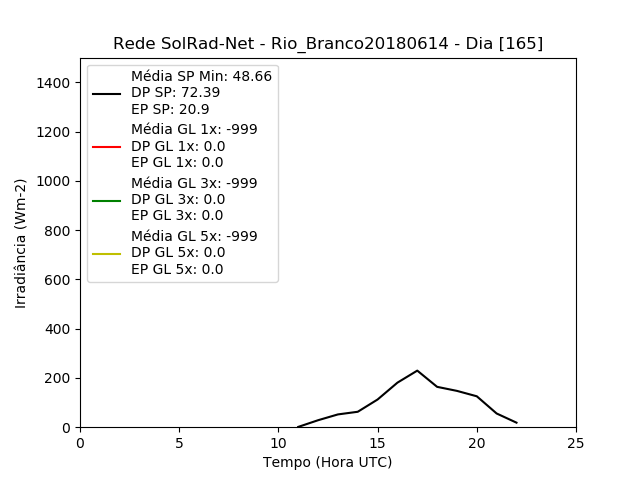 Rede SolRad-Net - Rio_Branco20180614 - Dia [165]
Média SP Min: 48.66
DP SP: 72.39
EP SP: 20.9
Média GL 1x: -999
DP GL 1x: 0.0
EP GL 1x: 0.0
Média GL 3x: -999
DP GL 3x: 0.0
EP GL 3x: 0.0
Média GL 5x: -999
DP GL 5x: 0.0
EP GL 5x: 0.0
Irradiância (Wm-2)
1400
1200
1000
800
600
400
200
0
0 5 10 15 20 25
Tempo (Hora UTC)